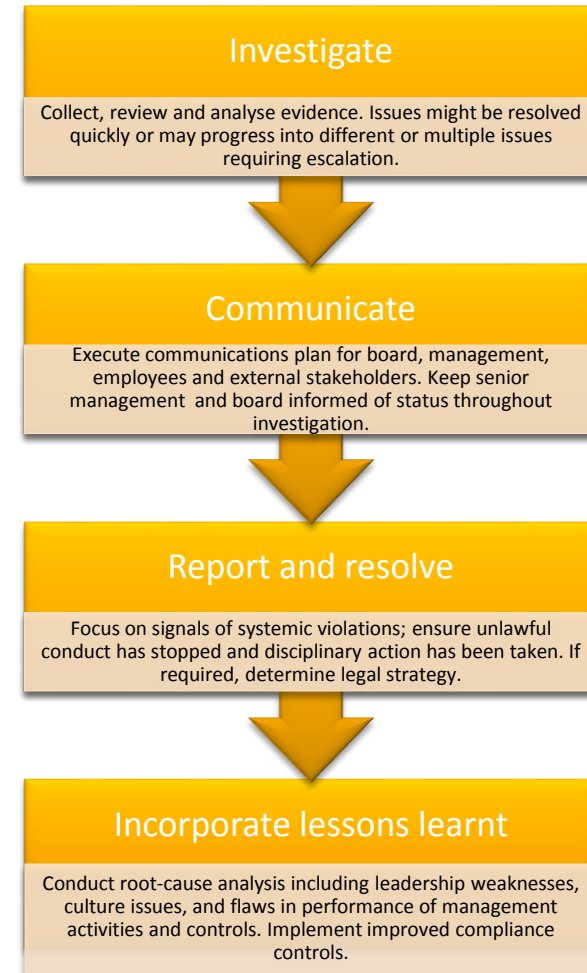 Investigate
Collect, review and analyse evidence. Issues might be resolved
quickly or may progress into different or multiple issues
requiring escalation.
Communicate
Execute communications plan for board, management,
employees and external stakeholders. Keep senior
management and board informed of status throughout
investigation.
Report and resolve
Focus on signals of systemic violations; ensure unlawful
conduct has stopped and disciplinary action has been taken. If
required, determine legal strategy.
Incorporate lessons learnt
Conduct root-cause analysis including leadership weaknesses,
culture issues, and flaws in performance of management
activities and controls. Implement improved compliance
controls.